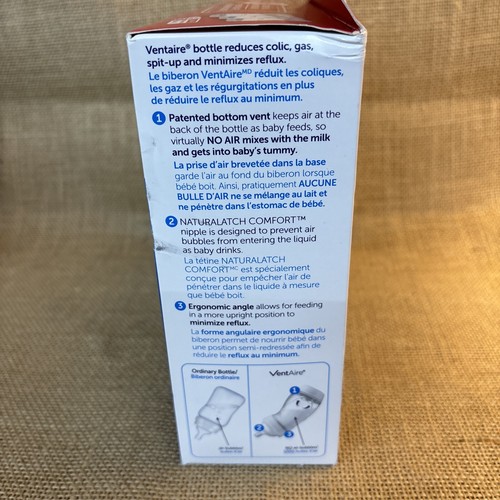 Ventaire® bottle reduces colic, gas,
spit-up and minimizes reflux.
Le biberon VentAireMD réduit les coliques,
les gaz et les régurgitations en plus
de réduire le reflux au minimum.
1 Patented bottom vent keeps air at the
back of the bottle as baby feeds, so
virtually NO AIR mixes with the milk
and gets into baby's tummy.
La prise d'air brevetée dans la base
garde l'air au fond du biberon lorsque
bébé boit. Ainsi, pratiquement AUCUNE
BULLE D'AIR ne se mélange au lait et
ne pénètre dans l'estomac de bébé.
2 NATURALATCH COMFORT™
nipple is designed to prevent air
bubbles from entering the liquid
as baby drinks.
La tétine NATURALATCH
COMFORTMC est spécialement
conçue pour empêcher l'air de
pénétrer dans le liquide à mesure
que bébé boit.
3 Ergonomic angle allows for feeding
in a more upright position to
minimize reflux.
La forme angulaire ergonomique du
biberon permet de nourrir bébé dans
une position semi-redressée afin de
réduire le reflux au minimum.
Ordinary Bottle/
Biberon ordinaire
VentAire®
1
2
3